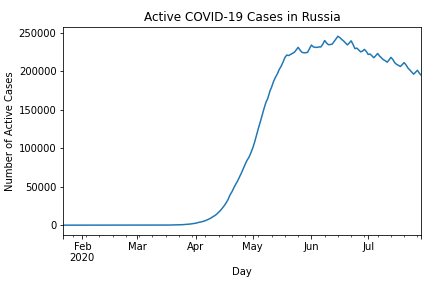 Active COVID-19 Cases in Russia
Number of Active Cases
250000
200000
150000
100000
50000
0
Feb Mar Apr May Jun Jul
2020
Day